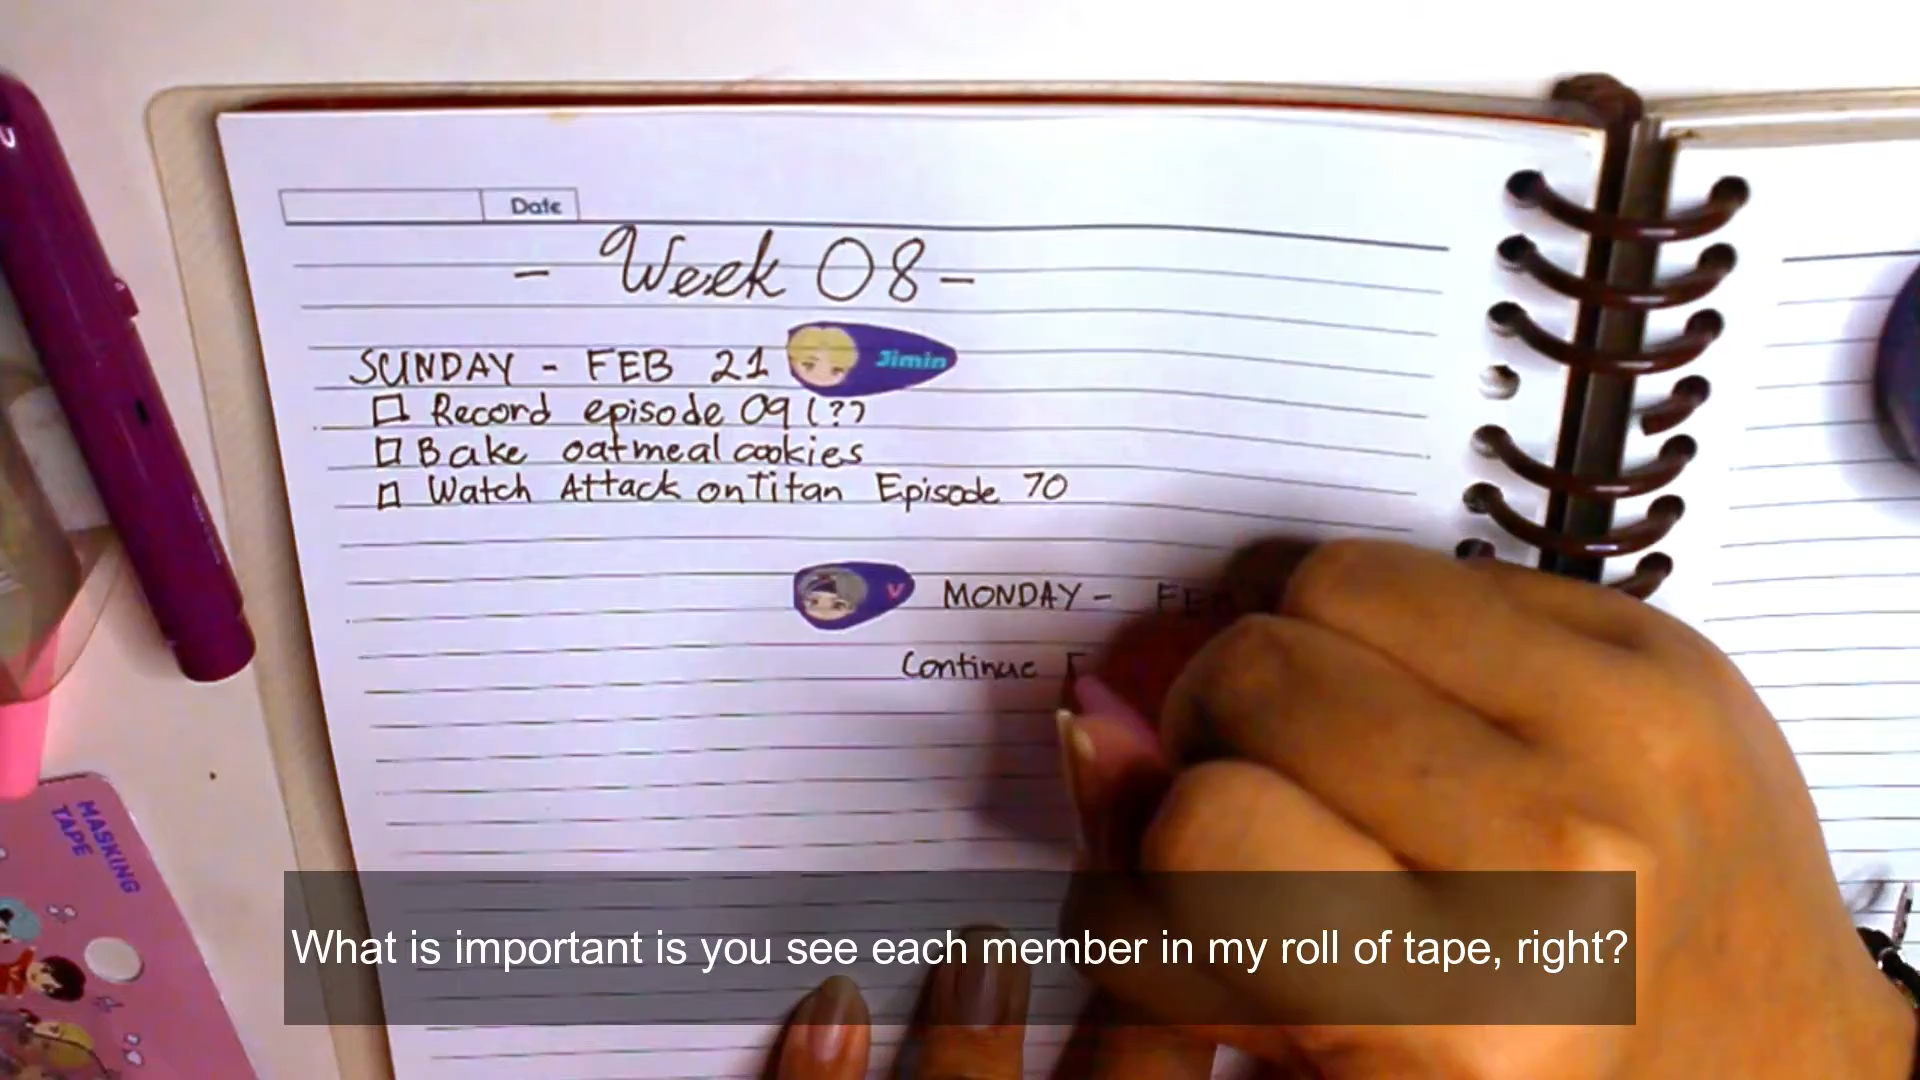 Date
- Week 08 -
SUNDAY - FEB 21 Jimin
Record episode 09 (??)
Bake oatmeal cookies
Watch Attack on Titan Episode 70
V MONDAY - FEB
Continue
MASKING
TAPE
What is important is you see each member in my roll of tape, right?